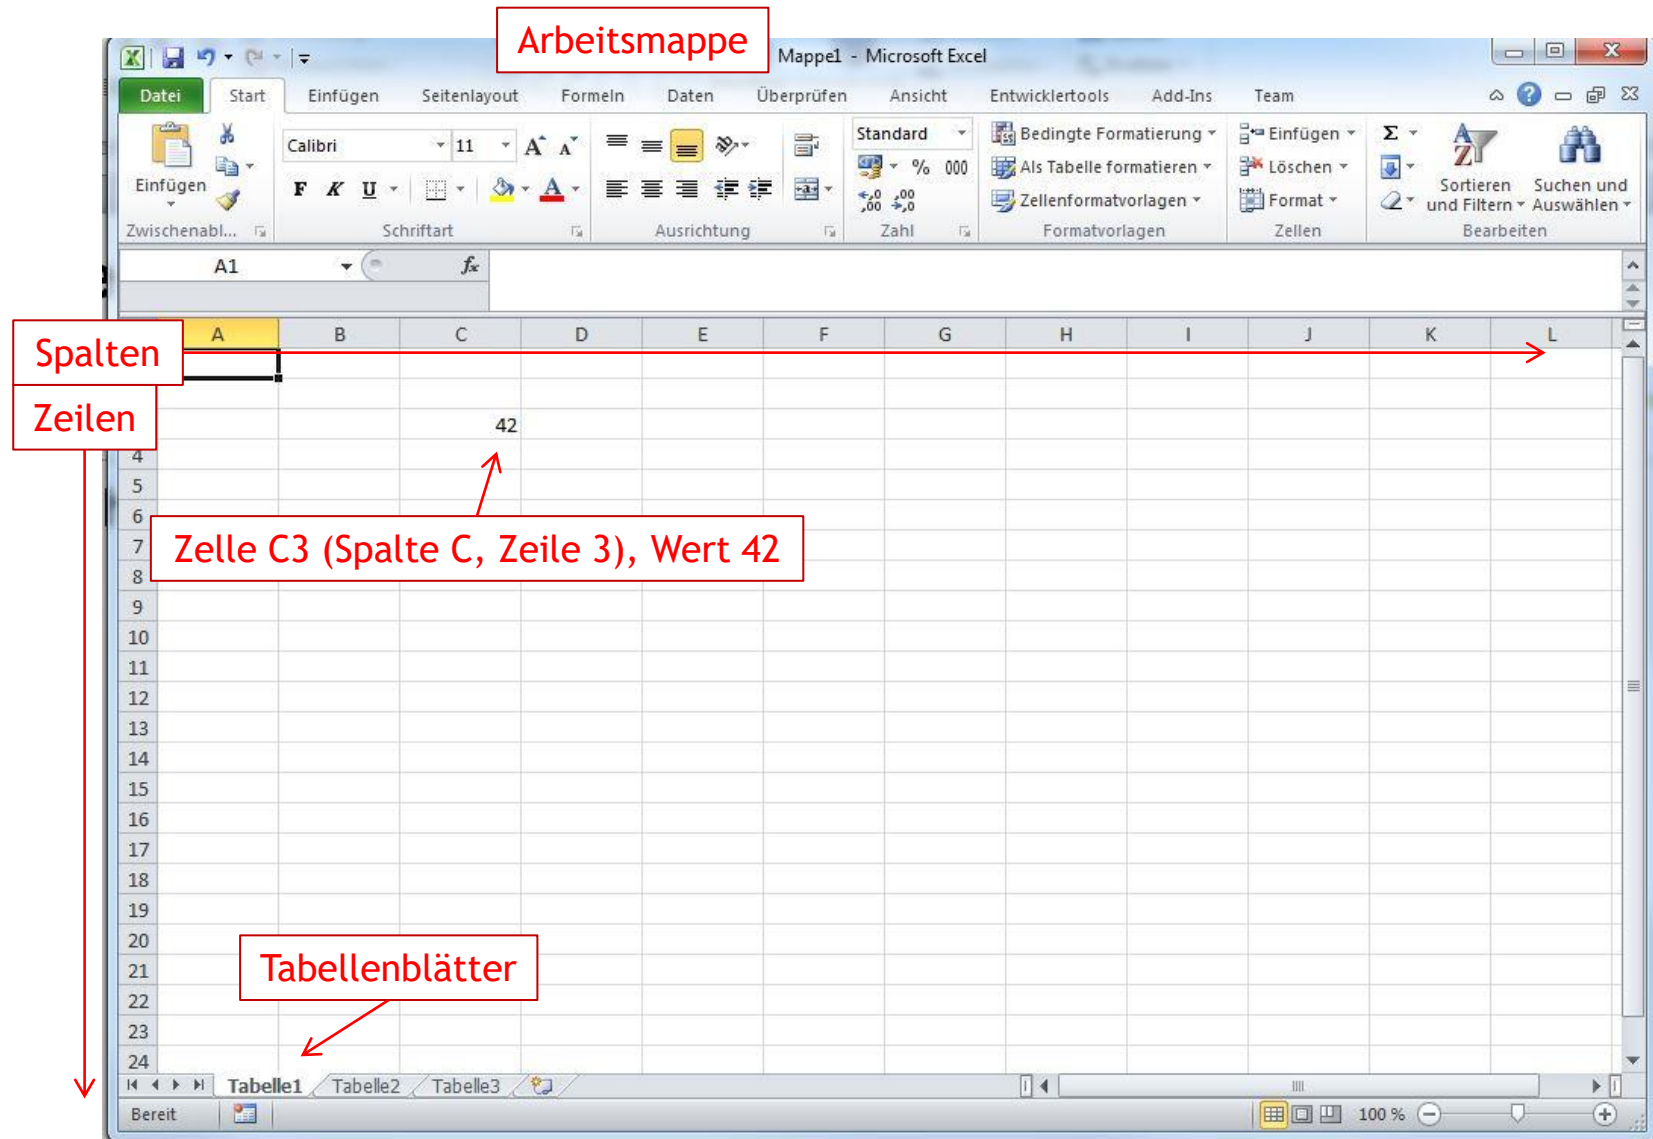 Arbeitsmappe
Mappe1 - Microsoft Excel
Datei Start Einfügen Seitenlayout Formeln Daten Überprüfen Ansicht Entwicklertools Add-Ins Team
Calibri 11 A A Standard Bedingte Formatierung Einfügen Σ
% 000 Als Tabelle formatieren Löschen
Einfügen F K U A Zellenformatvorlagen Format Sortieren und Filtern Suchen und Auswählen
Zwischenabl... Schriftart Ausrichtung Zahl Formatvorlagen Zellen Bearbeiten
A1 fx
A B C D E F G H I J K L
Spalten
Zeilen
42
4
5
6
7
Zelle C3 (Spalte C, Zeile 3), Wert 42
8
9
10
11
12
13
14
15
16
17
18
19
20
Tabellenblätter
21
22
23
24
Tabelle1 Tabelle2 Tabelle3
Bereit 100 %